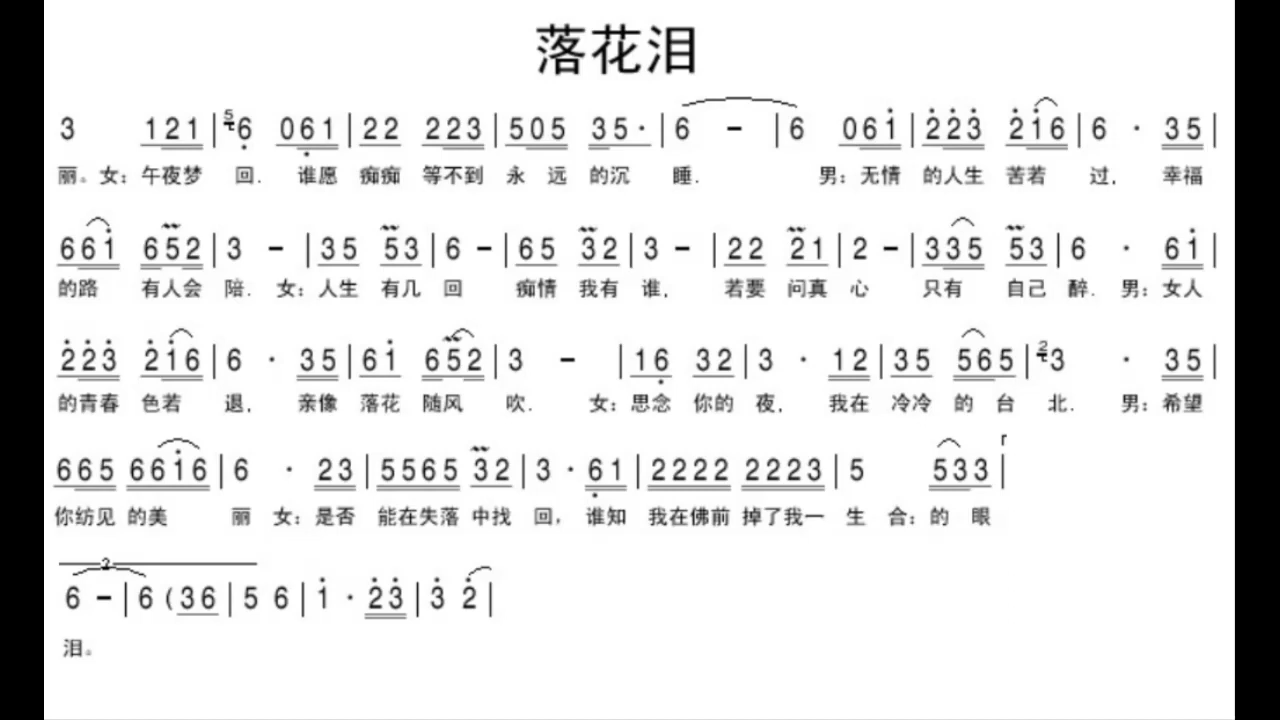 落花泪
3 121 | 5 6 061 | 22 223 | 505 35· | 6 – | 6 061 | 223 216 | 6 · 35 |
丽。女：午夜梦 回. 谁愿 痴痴 等不到 永 远 的沉 睡. 男：无情 的人生 苦若 过, 幸福
661 652 | 3 – | 35 53 | 6 – | 65 32 | 3 – | 22 21 | 2 – | 335 53 | 6 · 61 |
的路 有人会 陪. 女：人生 有几 回 痴情 我有 谁, 若要 问真 心 只有 自己 醉. 男：女人
223 216 | 6 · 35 | 61 652 | 3 – | 16 32 | 3 · 12 | 35 565 | 2 3 · 35 |
的青春 色若 退, 亲像 落花 随风 吹. 女：思念 你的 夜, 我在 冷冷 的 台 北. 男：希望
665 6616 | 6 · 23 | 5565 32 | 3 · 61 | 2222 2223 | 5 533 |
你纺见 的美 丽 女：是否 能在失落 中找 回, 谁知 我在佛前 掉了我一 生 合：的 眼
2
6 – | 6 (36 | 5 6 | 1 · 23 | 3 2 |
泪。